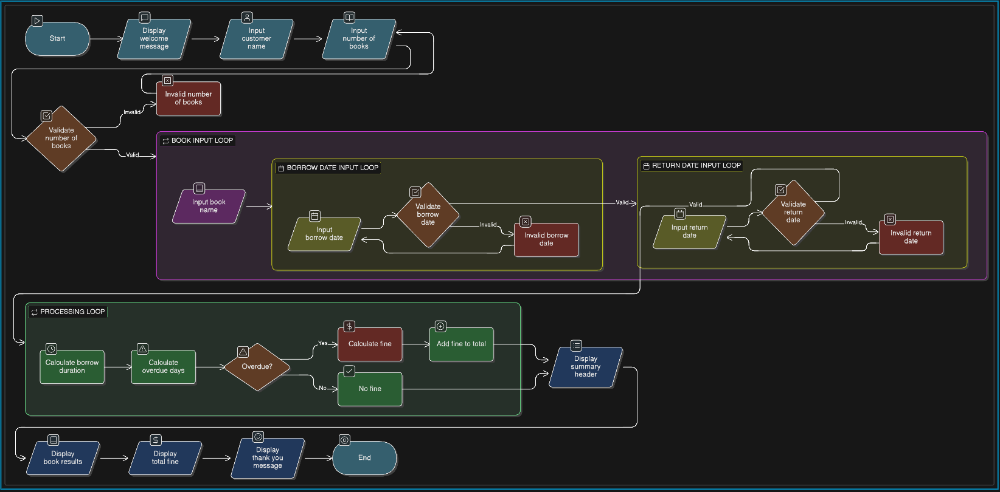 Start
Display
welcome
message
Input
customer
name
Input
number of
books
Invalid number
of books
Invalid
Validate
number of
books
Valid
BOOK INPUT LOOP
BORROW DATE INPUT LOOP
RETURN DATE INPUT LOOP
Input book
name
Input
borrow date
Validate
borrow
date
Invalid
Invalid borrow
date
Valid
Valid
Input return
date
Validate
return
date
Invalid
Invalid return
date
PROCESSING LOOP
Calculate borrow
duration
Calculate
overdue days
Overdue?
Yes
Calculate fine
Add fine to total
No
No fine
Display
summary
header
Display
book results
Display
total fine
Display
thank you
message
End